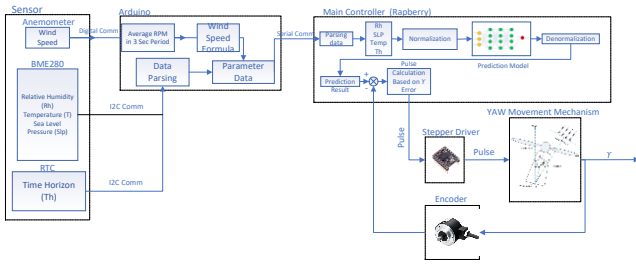 Sensor
Anemometer
Wind
Speed
Digital Comm
BME280
Relative Humidity
(Rh)
Temperature (T)
Sea Level
Pressure (Slp)
I2C Comm
RTC
Time Horizon
(Th)
I2C Comm
Arduino
Average RPM
in 3 Sec Period
Wind
Speed
Formula
Data
Parsing
Parameter
Data
Serial Comm
Main Controller (Rapberry)
Parsing
data
Rh
SLP
Temp
Th
Normalization
Prediction Model
Denormalization
Pulse
Prediction
Result
+
-
Calculation
Based on ϒ
Error
Pulse
Stepper Driver
Pulse
YAW Movement Mechanism
ϒ
Encoder